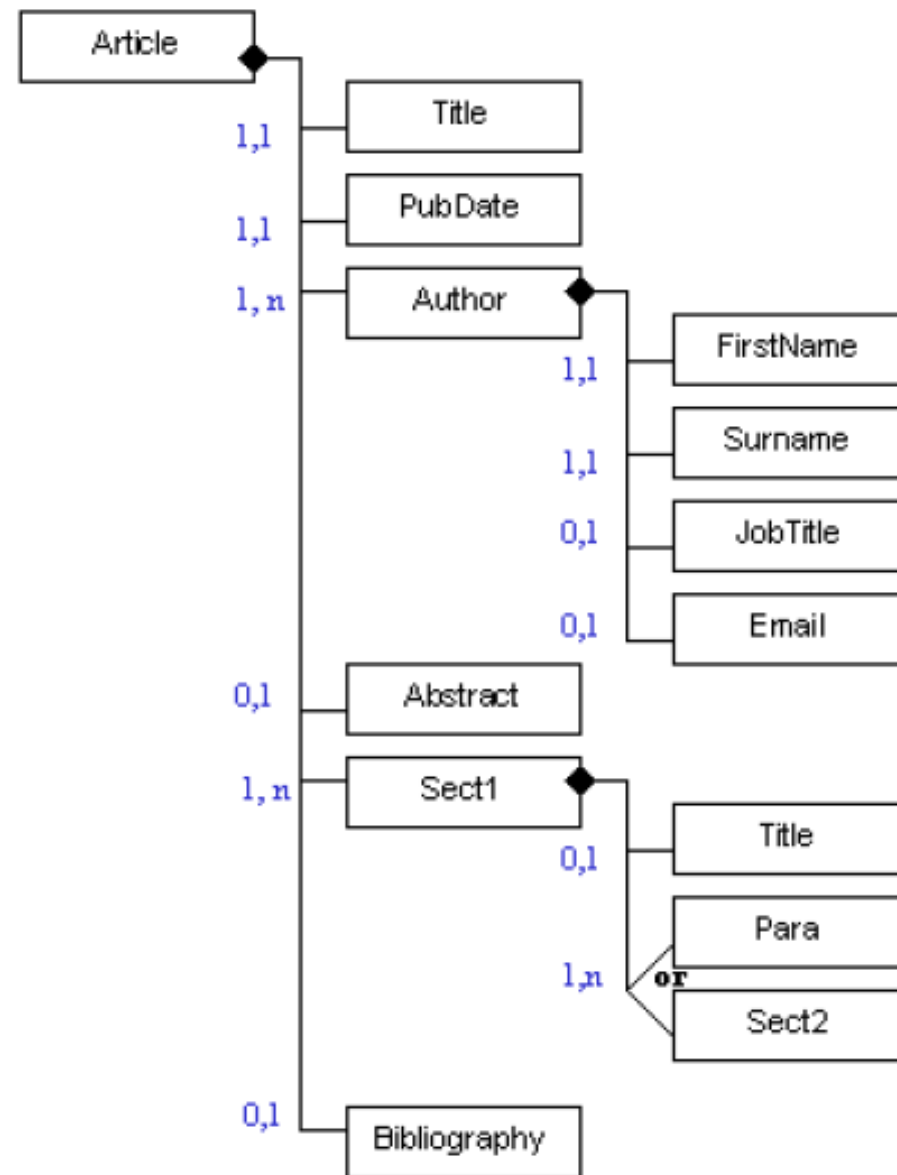 Article
Title
1,1
PubDate
1,1
Author
1, n
FirstName
1,1
Surname
1,1
JobTitle
0,1
Email
0,1
Abstract
0,1
Sect1
1, n
Title
0,1
Para
1,n or
Sect2
Bibliography
0,1